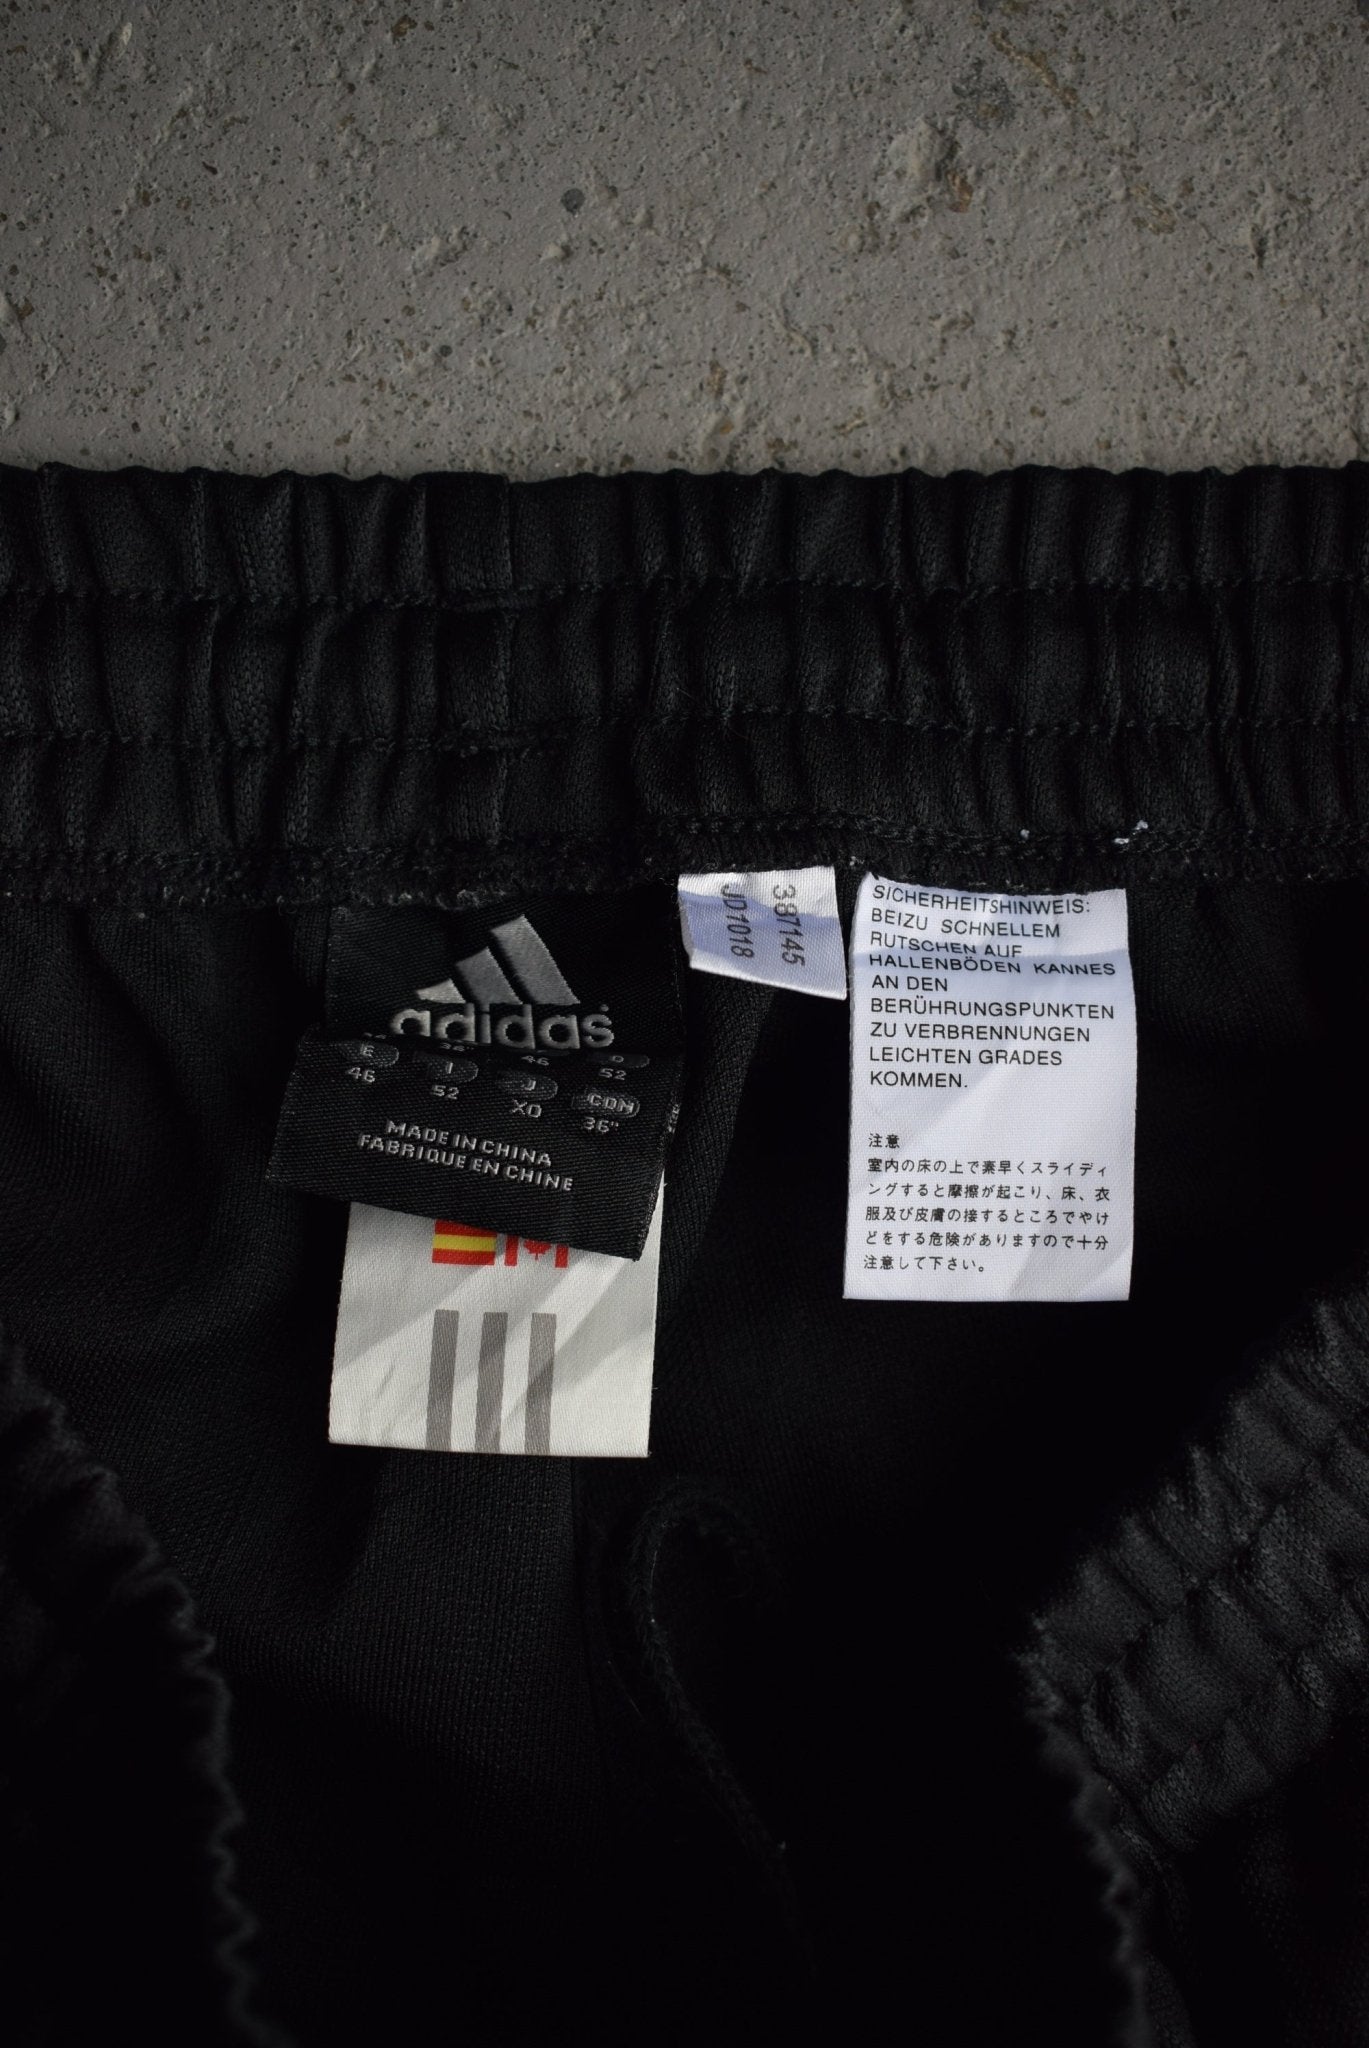 adidas
E
I
J
CDN
46
52
XO
36"
46
D
52
MADE IN CHINA
FABRIQUE EN CHINE
387145
JD1018
SICHERHEITSHINWEIS:
BEIZU SCHNELLEM
RUTSCHEN AUF
HALLENBÖDEN KANNES
AN DEN
BERÜHRUNGSPUNKTEN
ZU VERBRENNUNGEN
LEICHTEN GRADES
KOMMEN.
注意
室内の床の上で素早くスライディ
ングすると摩擦が起こり、床、衣
服及び皮膚の接するところでやけ
どをする危険がありますので十分
注意して下さい。